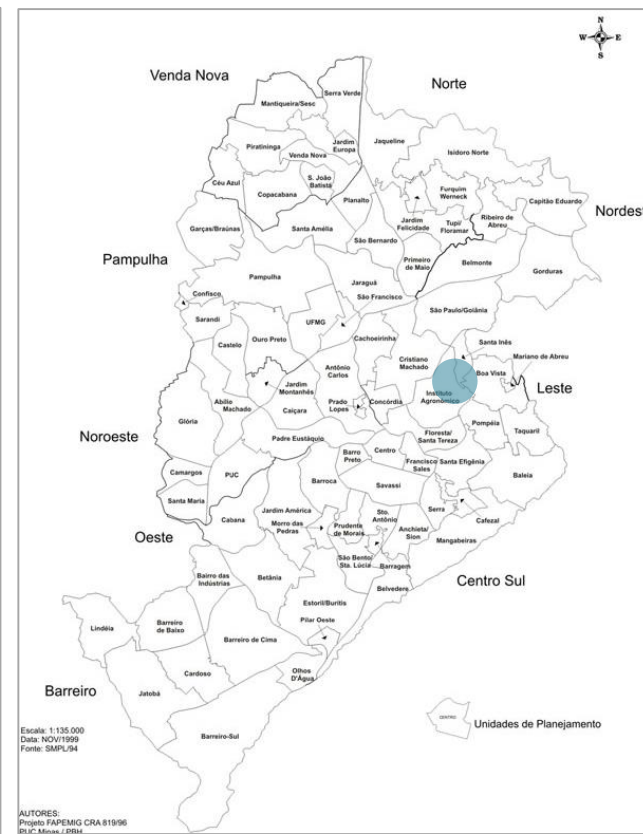 N
W E
S
Venda Nova
Norte
Serra Verde
Mantiqueira/Sesc
Jaqueline
Jardim
Europa
Piratininga
Venda Nova
Isidoro Norte
Céu Azul
S. João
Batista
Copacabana
Furquim
Werneck
Planalto
Capitão Eduardo
Garças/Braúnas
Santa Amélia
Jardim
Felicidade
Tupi/
Floramar
Ribeiro de
Abreu
Nordest
São Bernardo
Pampulha
Primeiro
de Maio
Belmonte
Gorduras
Pampulha
Jaraguá
Confisco
São Francisco
Sarandi
São Paulo/Goiânia
UFMG
Cachoeirinha
Castelo
Ouro Preto
Santa Inês
Cristiano
Machado
Mariano de Abreu
Antônio
Carlos
Boa Vista
Jardim
Montanhês
Leste
Abílio
Machado
Prado
Lopes
Concórdia
Instituto
Agronômico
Caiçara
Glória
Pompéia
Noroeste
Padre Eustáquio
Floresta/
Santa Tereza
Taquaril
Barro
Preto
Centro
Francisco
Sales
Santa Efigênia
Camargos
PUC
Baleia
Barroca
Savassi
Santa Maria
Jardim América
Sto.
Antônio
Serra
Cabana
Morro das
Pedras
Prudente
de Morais
Anchieta/
Sion
Cafezal
Oeste
Mangabeiras
São Bento/
Sta. Lúcia
Barragem
Bairro das
Indústrias
Betânia
Centro Sul
Belvedere
Estoril/Buritis
Pilar Oeste
Lindéia
Barreiro
de Baixo
Barreiro de Cima
Cardoso
Olhos
D'Água
Barreiro
Jatobá
CENTRO
Unidades de Planejamento
Barreiro-Sul
Escala: 1:135.000
Data: NOV/1999
Fonte: SMPL/94
AUTORES:
Projeto FAPEMIG CRA 819/96
PUC Minas / PBH